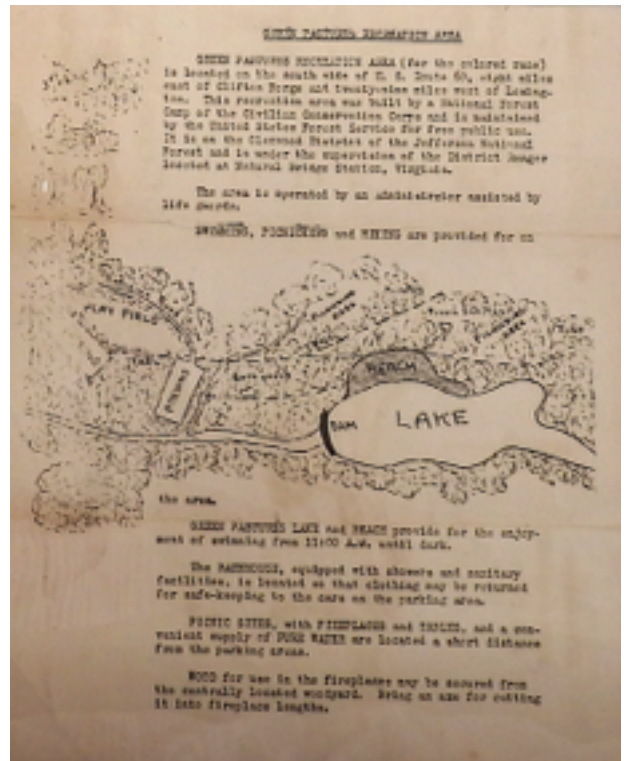 GREEN PASTURES RECREATION AREA
GREEN PASTURES RECREATION AREA (for the colored race)
is located on the south side of U. S. Route 60, eight miles
east of Clifton Forge and twenty-nine miles west of Lexing-
ton. This recreation area was built by a National Forest
Camp of the Civilian Conservation Corps and is maintained
by the United States Forest Service for free public use.
It is on the Glenwood District of the Jefferson National
Forest and is under the supervision of the District Ranger
located at Natural Bridge Station, Virginia.
The area is operated by an administrator assisted by
life guards.
SWIMMING, PICNICKING and HIKING are provided for on
PLAY FIELD
PARKING
BEACH
DAM
LAKE
the area.
GREEN PASTURES LAKE and BEACH provide for the enjoy-
ment of swimming from 11:00 A.M. until dark.
The BATHHOUSE, equipped with showers and sanitary
facilities, is located so that clothing may be returned
for safe-keeping to the cars on the parking area.
PICNIC SITES, with FIREPLACES and TABLES, and a con-
venient supply of PURE WATER are located a short distance
from the parking areas.
WOOD for use in the fireplaces may be secured from
the centrally located woodyard. Bring an axe for cutting
it into fireplace lengths.